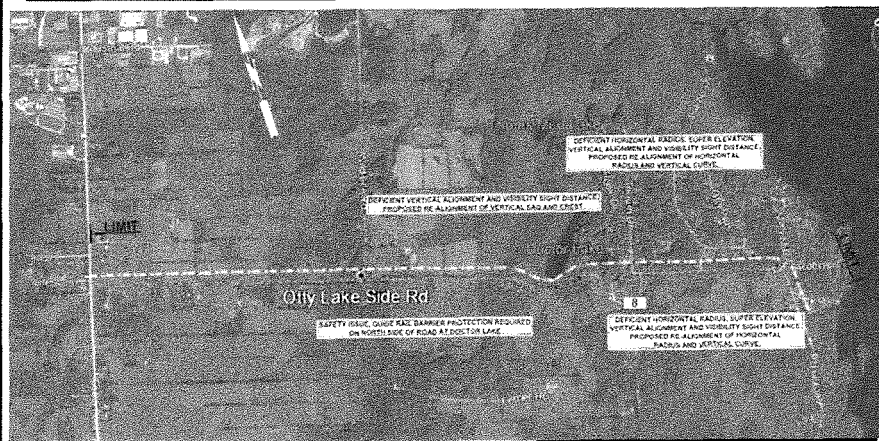 DEFICIENT HORIZONTAL RADIUS, SUPER ELEVATION,
VERTICAL ALIGNMENT AND VISIBILITY SIGHT DISTANCE,
PROPOSED RE-ALIGNMENT OF HORIZONTAL
RADIUS AND VERTICAL CURVE.
DEFICIENT VERTICAL ALIGNMENT AND VISIBILITY SIGHT DISTANCE,
PROPOSED RE-ALIGNMENT OF VERTICAL SAG AND CREST.
LIMIT
LIMIT
Otty Lake Side Rd
8
SAFETY ISSUE, GUIDE RAIL BARRIER PROTECTION REQUIRED
ON NORTH SIDE OF ROAD AT DOCTOR LAKE.
DEFICIENT HORIZONTAL RADIUS, SUPER ELEVATION,
VERTICAL ALIGNMENT AND VISIBILITY SIGHT DISTANCE,
PROPOSED RE-ALIGNMENT OF HORIZONTAL
RADIUS AND VERTICAL CURVE.